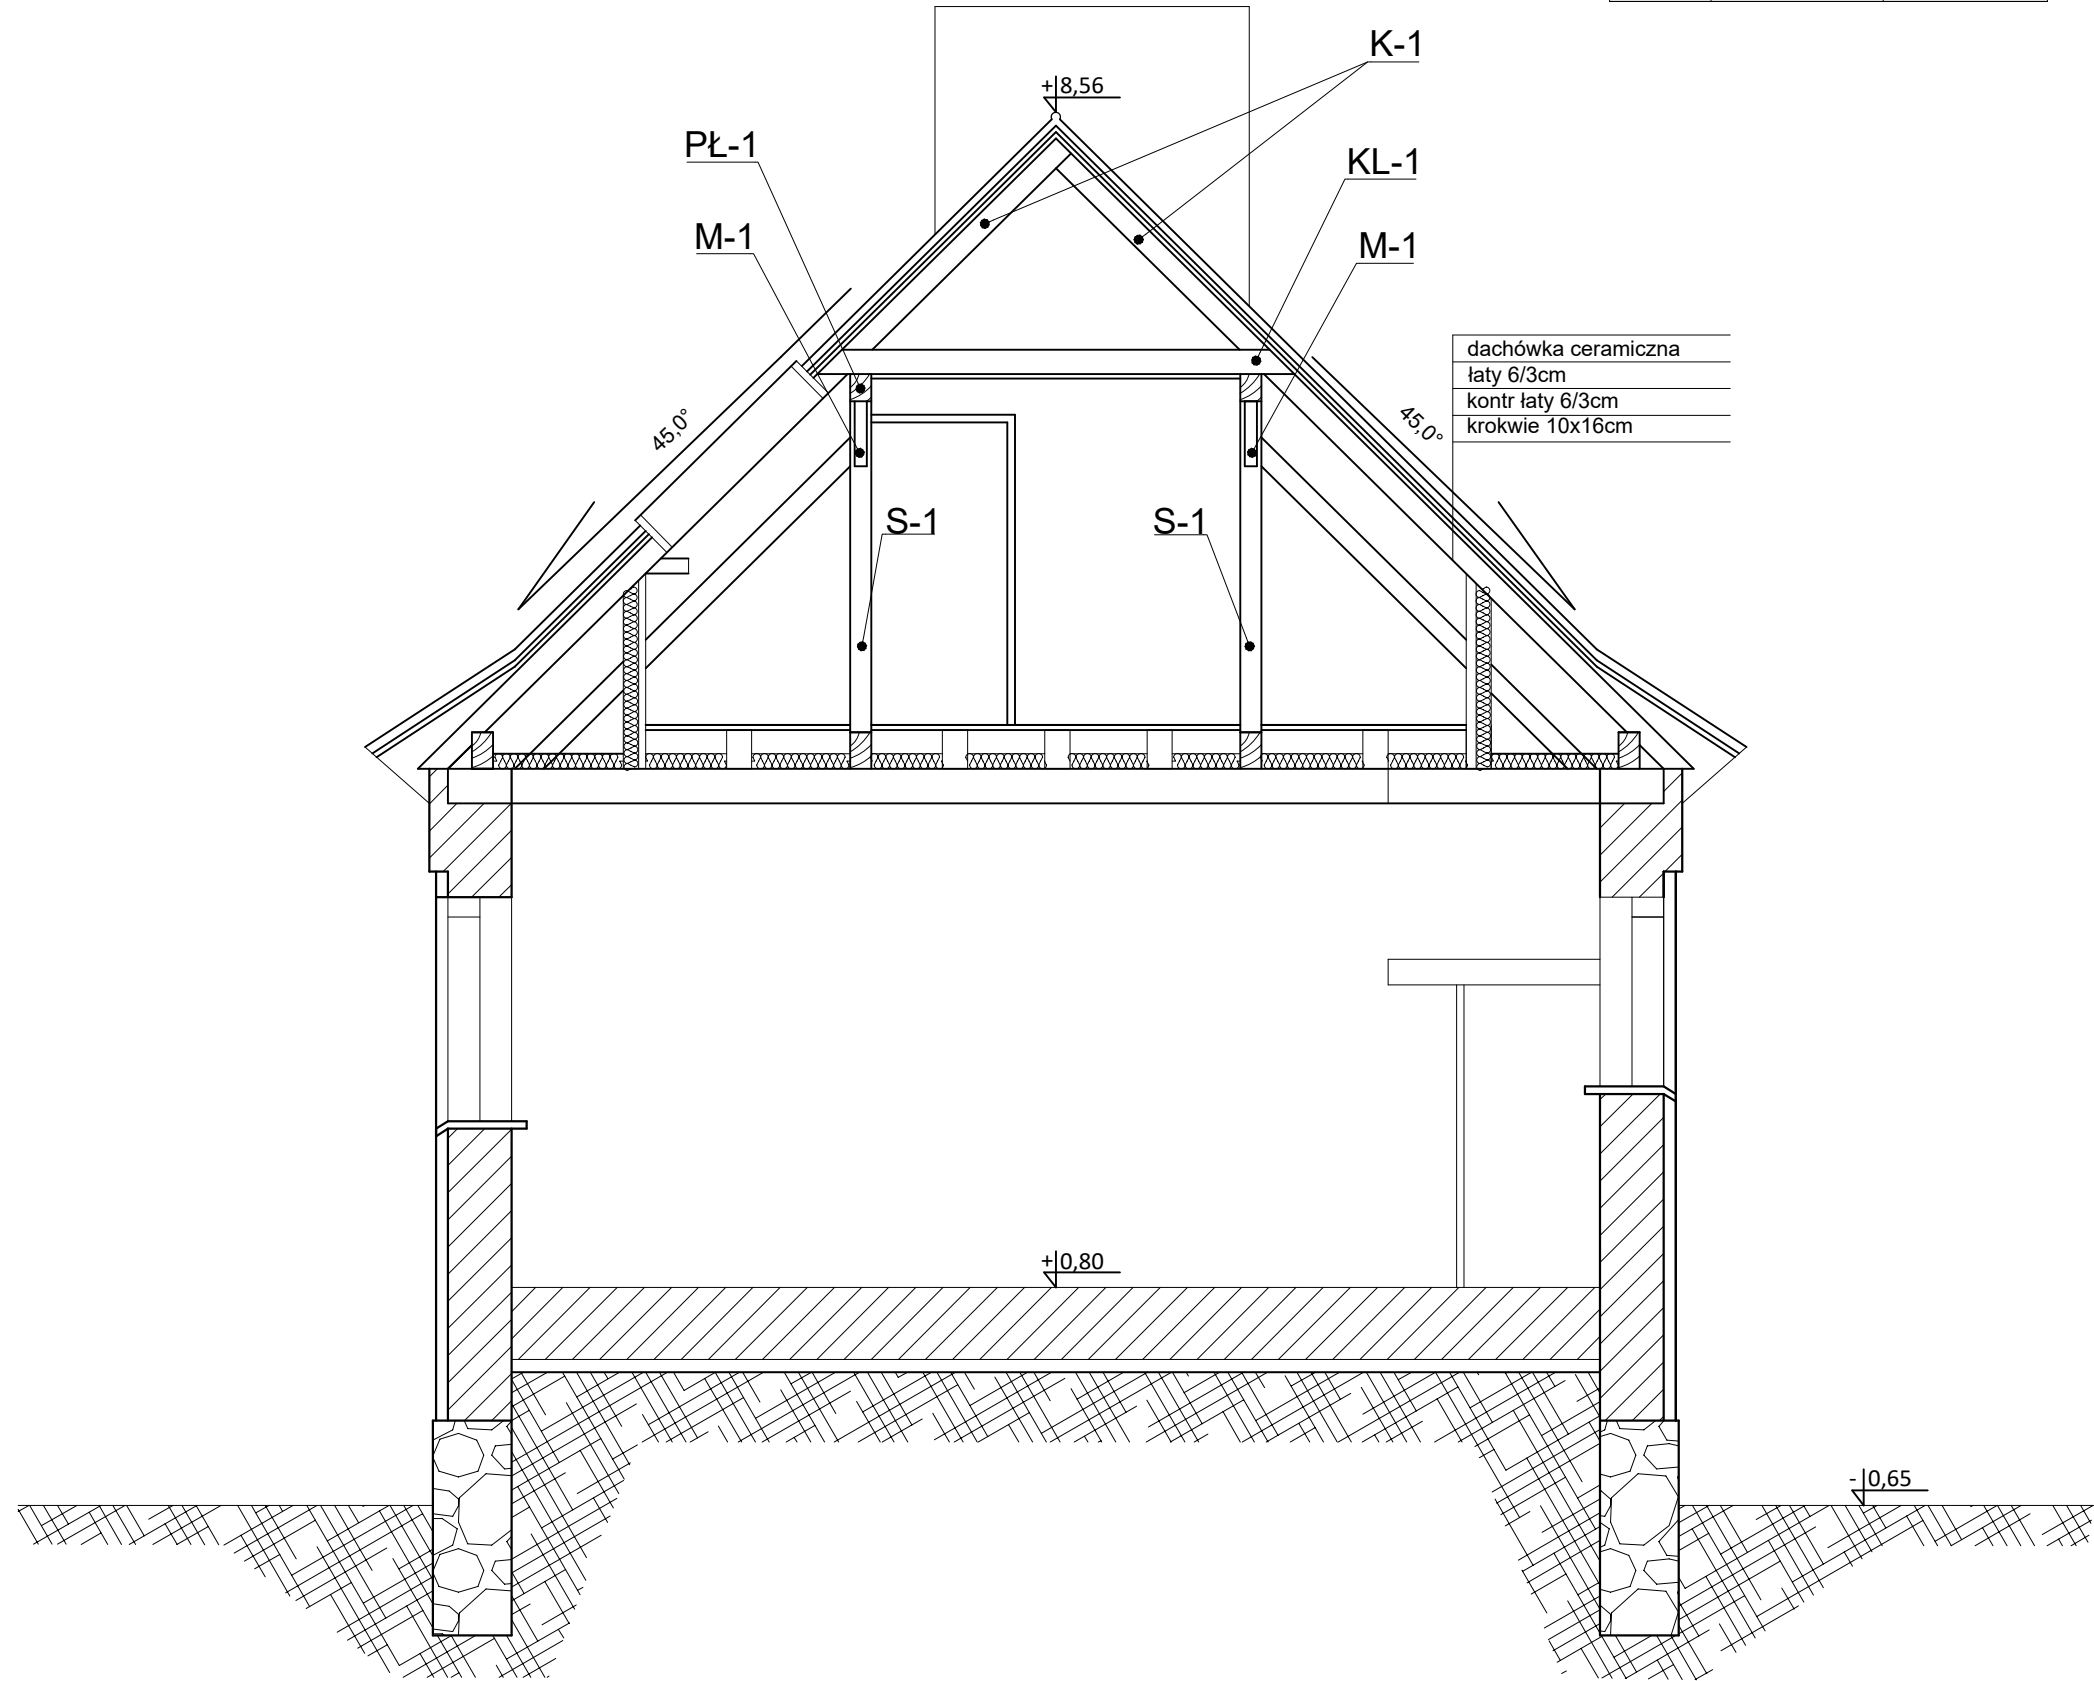 K-1
+8,56
PŁ-1
KL-1
M-1
M-1
dachówka ceramiczna
łaty 6/3cm
kontr łaty 6/3cm
krokwie 10x16cm
45,0°
45,0°
S-1
S-1
+0,80
-0,65